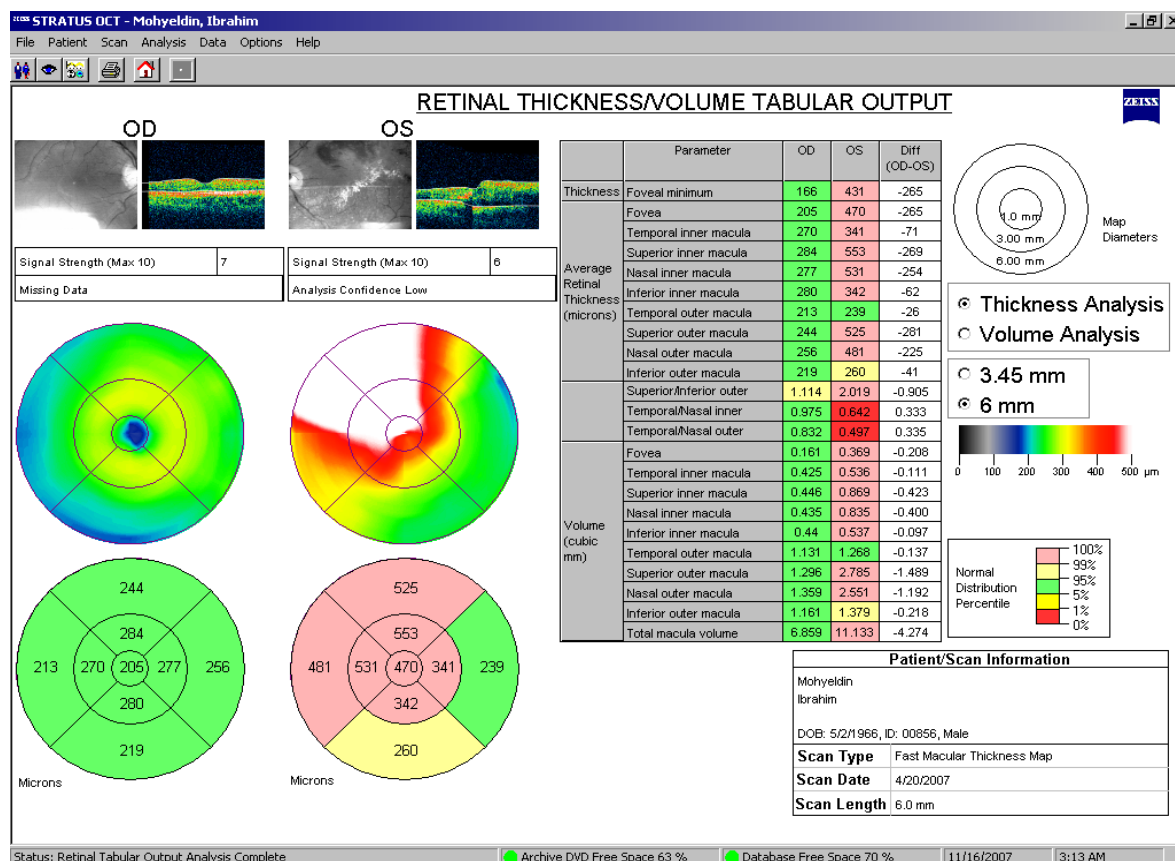 ZEISS STRATUS OCT - Mohyeldin, Ibrahim
File Patient Scan Analysis Data Options Help
RETINAL THICKNESS/VOLUME TABULAR OUTPUT
ZEISS
OD OS
Signal Strength (Max 10) 7 Signal Strength (Max 10) 6
Missing Data Analysis Confidence Low
Parameter OD OS Diff (OD-OS)
Thickness Foveal minimum 166 431 -265
Average Retinal Thickness (microns)
Fovea 205 470 -265
Temporal inner macula 270 341 -71
Superior inner macula 284 553 -269
Nasal inner macula 277 531 -254
Inferior inner macula 280 342 -62
Temporal outer macula 213 239 -26
Superior outer macula 244 525 -281
Nasal outer macula 256 481 -225
Inferior outer macula 219 260 -41
Superior/Inferior outer 1.114 2.019 -0.905
Temporal/Nasal inner 0.975 0.642 0.333
Temporal/Nasal outer 0.832 0.497 0.335
Volume (cubic mm)
Fovea 0.161 0.369 -0.208
Temporal inner macula 0.425 0.536 -0.111
Superior inner macula 0.446 0.869 -0.423
Nasal inner macula 0.435 0.835 -0.400
Inferior inner macula 0.44 0.537 -0.097
Temporal outer macula 1.131 1.268 -0.137
Superior outer macula 1.296 2.785 -1.489
Nasal outer macula 1.359 2.551 -1.192
Inferior outer macula 1.161 1.379 -0.218
Total macula volume 6.859 11.133 -4.274
1.0 mm
3.00 mm
6.00 mm
Map
Diameters
Thickness Analysis
Volume Analysis
3.45 mm
6 mm
0 100 200 300 400 500 µm
Normal
Distribution
Percentile
100%
99%
95%
5%
1%
0%
244
284
213 270 205 277 256
280
219
Microns
525
553
481 531 470 341 239
342
260
Microns
Patient/Scan Information
Mohyeldin
Ibrahim
DOB: 5/2/1966, ID: 00856, Male
Scan Type Fast Macular Thickness Map
Scan Date 4/20/2007
Scan Length 6.0 mm
Status: Retinal Tabular Output Analysis Complete Archive DVD Free Space 63 % Database Free Space 70 % 11/16/2007 3:13 AM